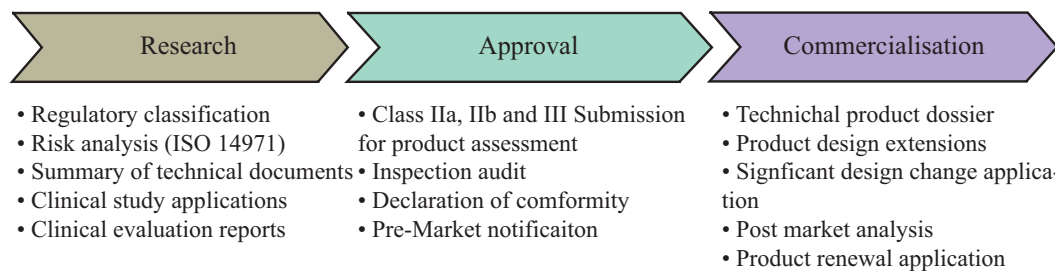 Research
Approval
Commercialisation
• Regulatory classification
• Risk analysis (ISO 14971)
• Summary of technical documents
• Clinical study applications
• Clinical evaluation reports
• Class IIa, IIb and III Submission
for product assessment
• Inspection audit
• Declaration of comformity
• Pre-Market notificaiton
• Technichal product dossier
• Product design extensions
• Signficant design change applica-
tion
• Post market analysis
• Product renewal application